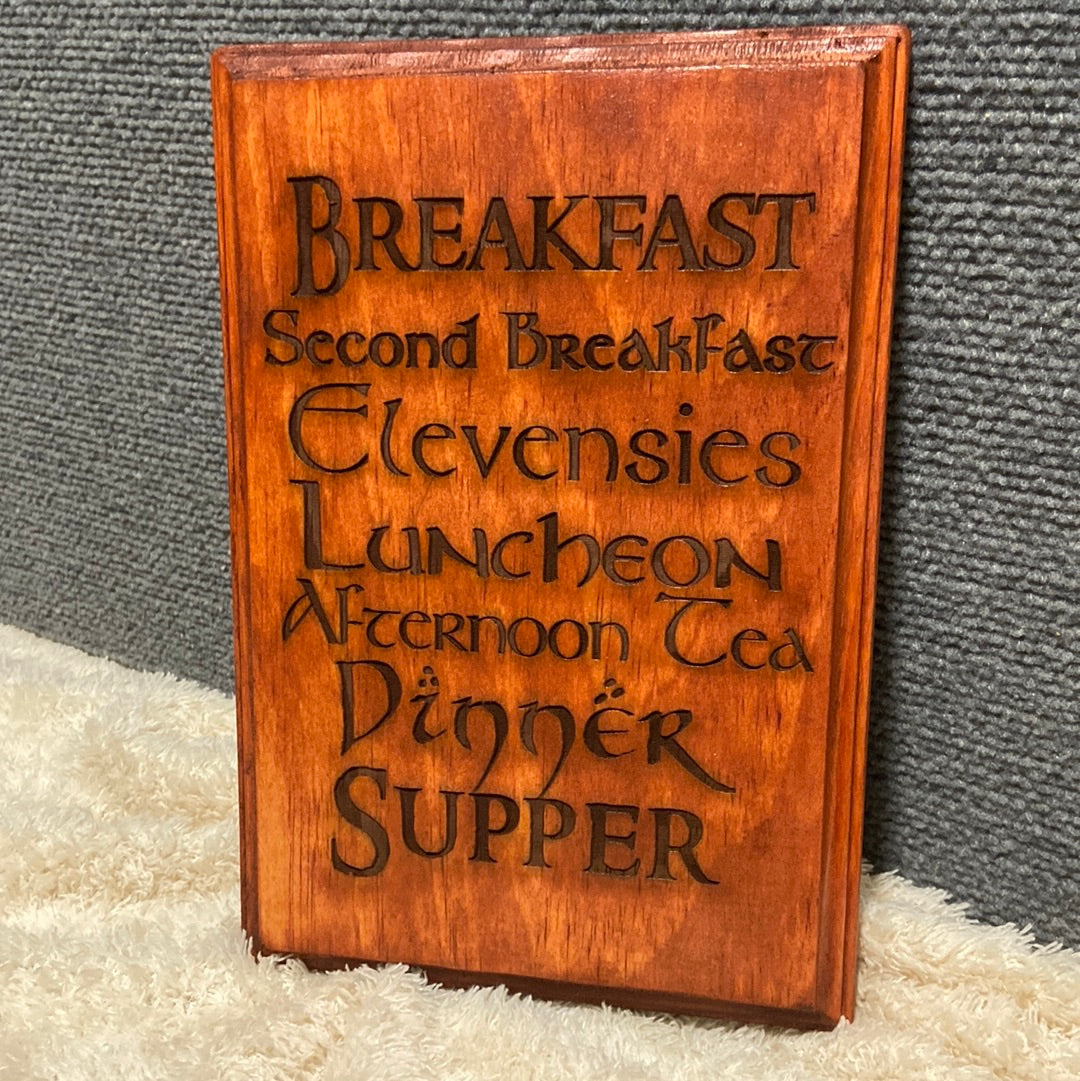 Breakfast
Second Breakfast
Elevensies
Luncheon
Afternoon Tea
Dinner
Supper